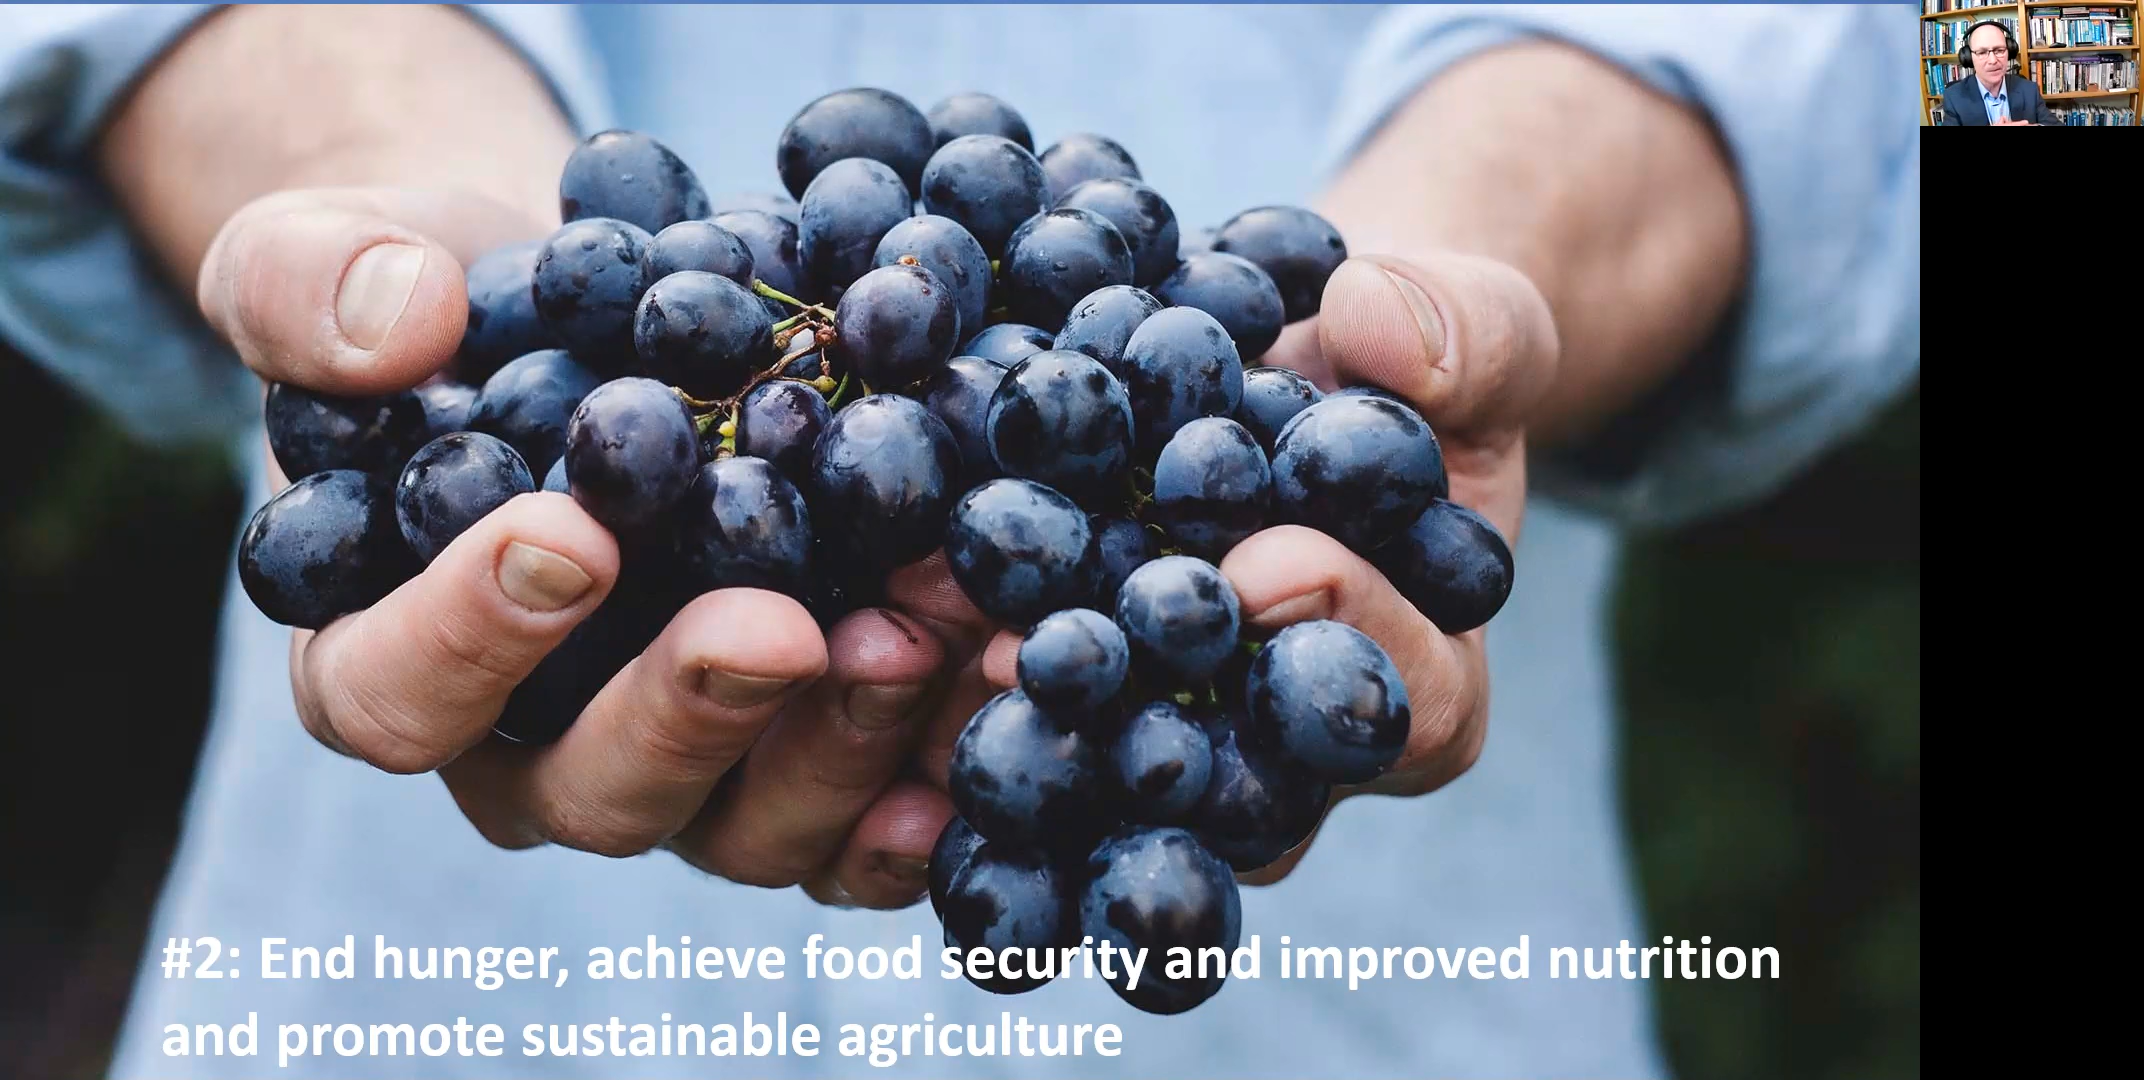 #2: End hunger, achieve food security and improved nutrition
and promote sustainable agriculture